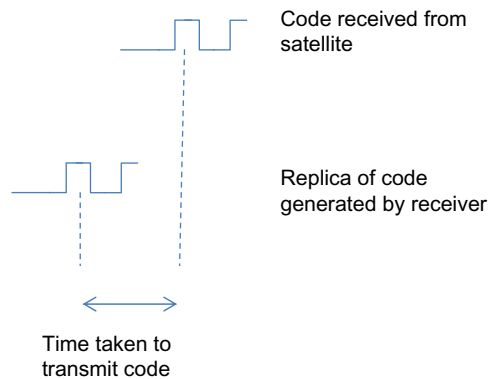 Code received from
satellite
Replica of code
generated by receiver
Time taken to
transmit code